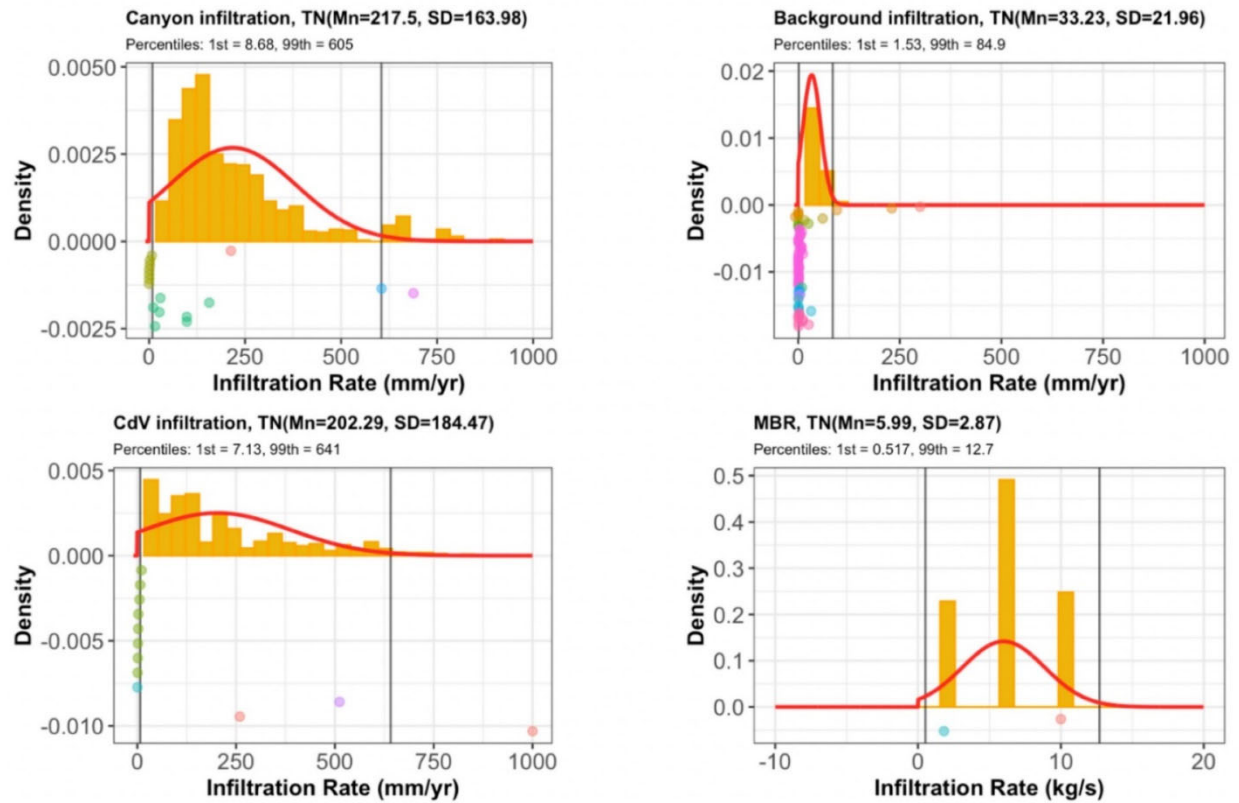 Canyon infiltration, TN(Mn=217.5, SD=163.98)
Percentiles: 1st = 8.68, 99th = 605
0.0050
0.0025
0.0000
-0.0025
Density
0 250 500 750 1000
Infiltration Rate (mm/yr)
Background infiltration, TN(Mn=33.23, SD=21.96)
Percentiles: 1st = 1.53, 99th = 84.9
0.02
0.01
0.00
-0.01
Density
0 250 500 750 1000
Infiltration Rate (mm/yr)
CdV infiltration, TN(Mn=202.29, SD=184.47)
Percentiles: 1st = 7.13, 99th = 641
0.005
0.000
-0.005
-0.010
Density
0 250 500 750 1000
Infiltration Rate (mm/yr)
MBR, TN(Mn=5.99, SD=2.87)
Percentiles: 1st = 0.517, 99th = 12.7
0.5
0.4
0.3
0.2
0.1
0.0
Density
-10 0 10 20
Infiltration Rate (kg/s)